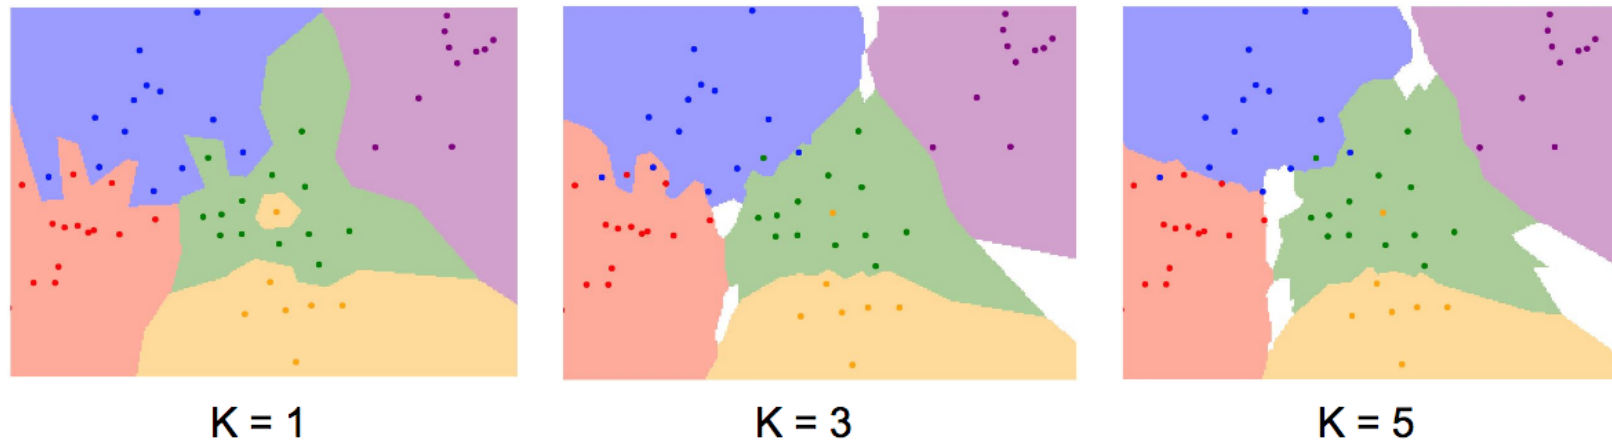 K = 1 K = 3 K = 5